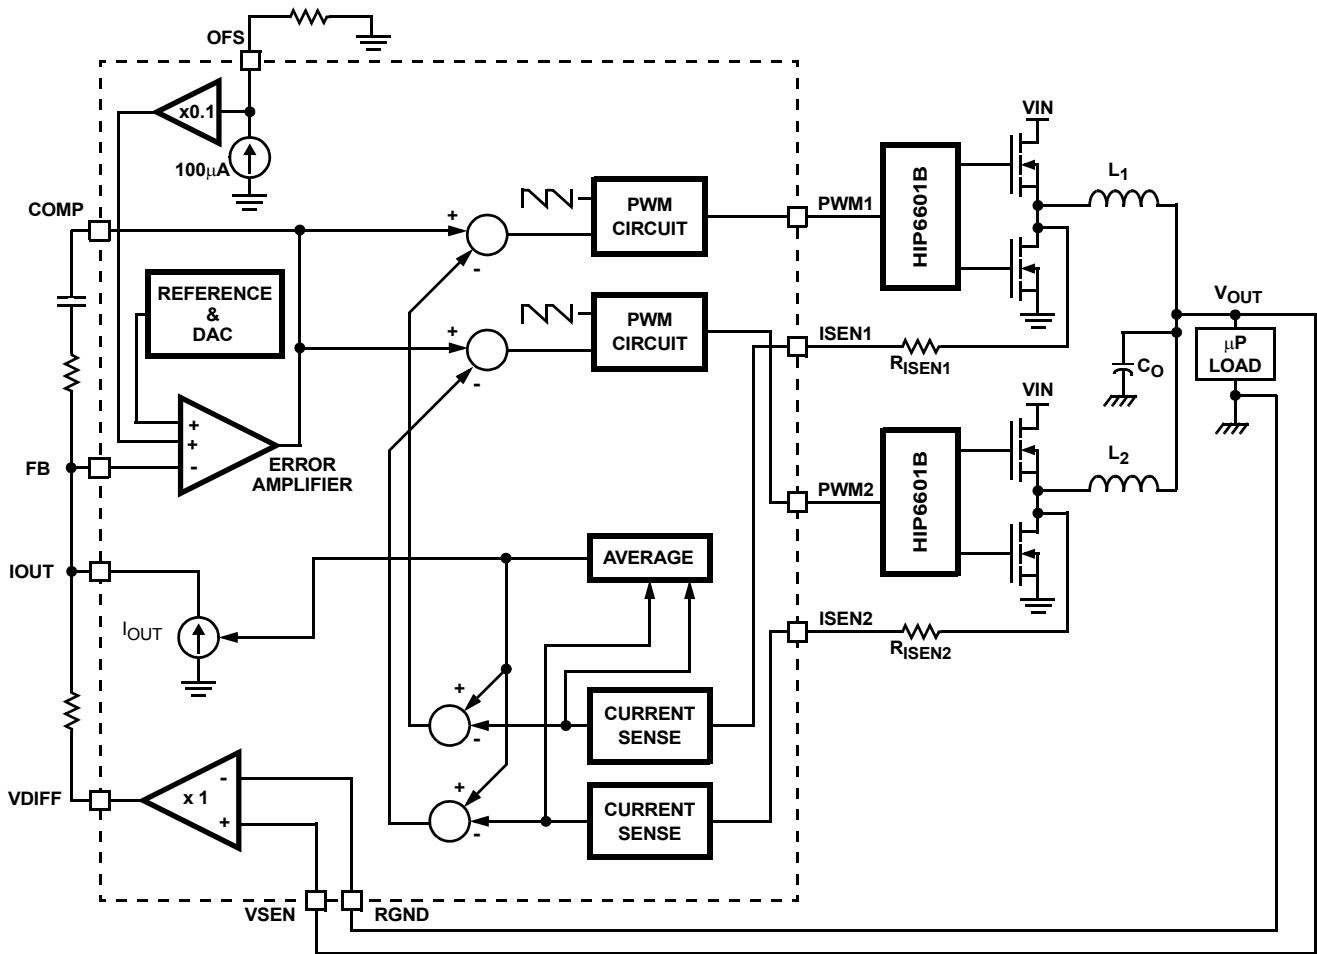 OFS
x0.1
100μA
VIN
L1
COMP
+
-
PWM
CIRCUIT
PWM1
HIP6601B
REFERENCE
&
DAC
VOUT
+
-
PWM
CIRCUIT
ISEN1
RISEN1
CO
μP
LOAD
VIN
+
+
-
FB
ERROR
AMPLIFIER
L2
PWM2
HIP6601B
IOUT
AVERAGE
IOUT
ISEN2
RISEN2
+
-
CURRENT
SENSE
VDIFF
x 1
-
+
+
-
CURRENT
SENSE
VSEN
RGND